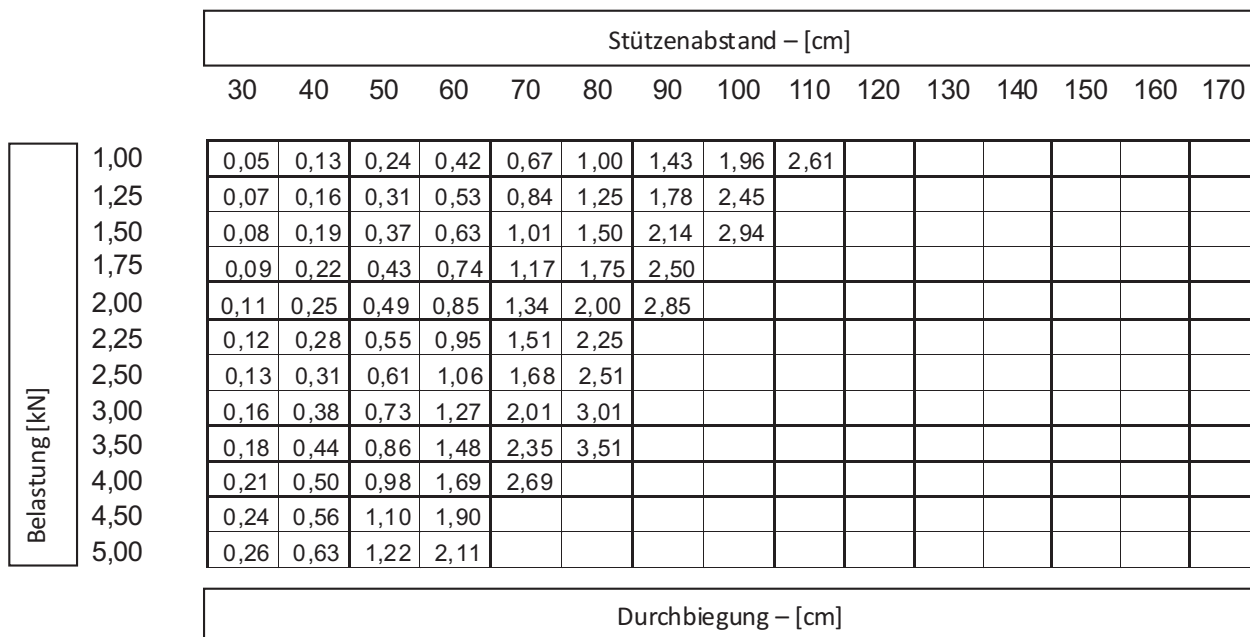 Stützenabstand – [cm]
30 40 50 60 70 80 90 100 110 120 130 140 150 160 170
Belastung [kN]
1,00 0,05 0,13 0,24 0,42 0,67 1,00 1,43 1,96 2,61
1,25 0,07 0,16 0,31 0,53 0,84 1,25 1,78 2,45
1,50 0,08 0,19 0,37 0,63 1,01 1,50 2,14 2,94
1,75 0,09 0,22 0,43 0,74 1,17 1,75 2,50
2,00 0,11 0,25 0,49 0,85 1,34 2,00 2,85
2,25 0,12 0,28 0,55 0,95 1,51 2,25
2,50 0,13 0,31 0,61 1,06 1,68 2,51
3,00 0,16 0,38 0,73 1,27 2,01 3,01
3,50 0,18 0,44 0,86 1,48 2,35 3,51
4,00 0,21 0,50 0,98 1,69 2,69
4,50 0,24 0,56 1,10 1,90
5,00 0,26 0,63 1,22 2,11
Durchbiegung – [cm]